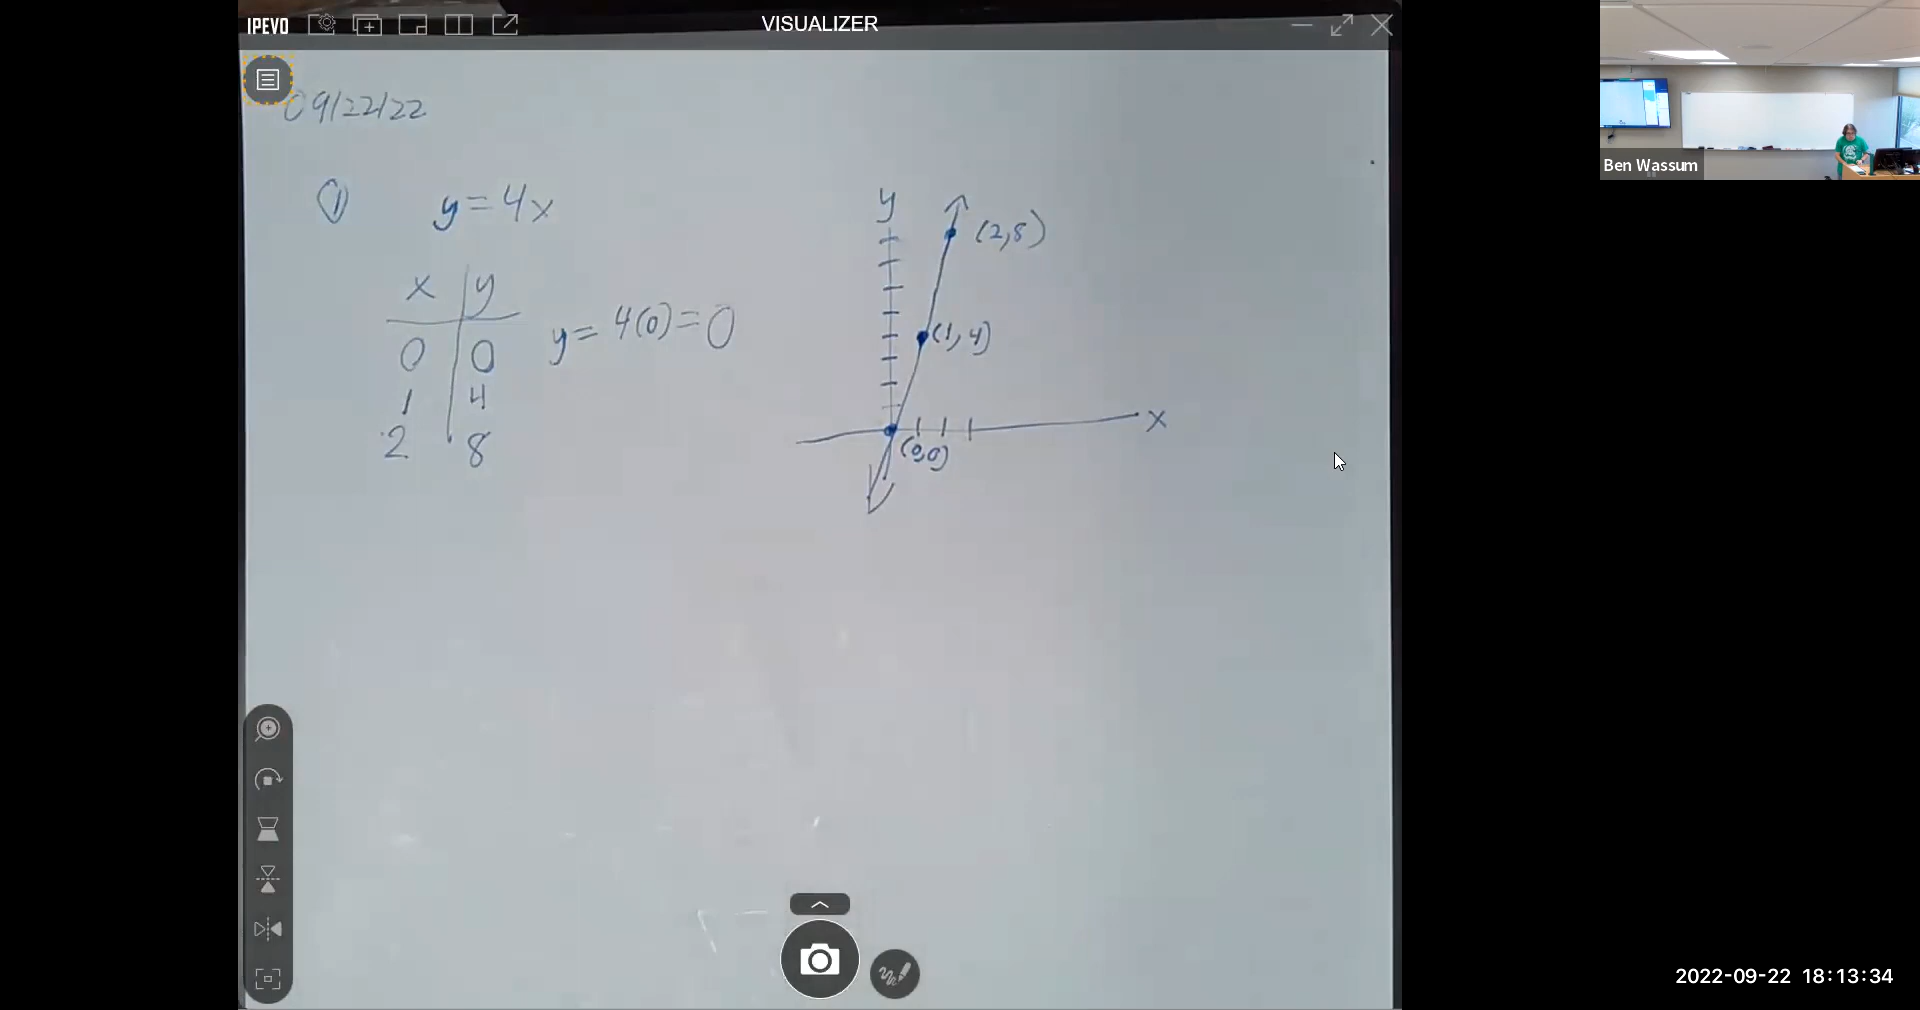 IPEVO
VISUALIZER
09/22/22
① y = 4x
x | y
0 | 0
1 | 4
2 | 8
y = 4(0) = 0
y
(2,8)
(1,4)
x
(0,0)
Ben Wassum
2022-09-22 18:13:34